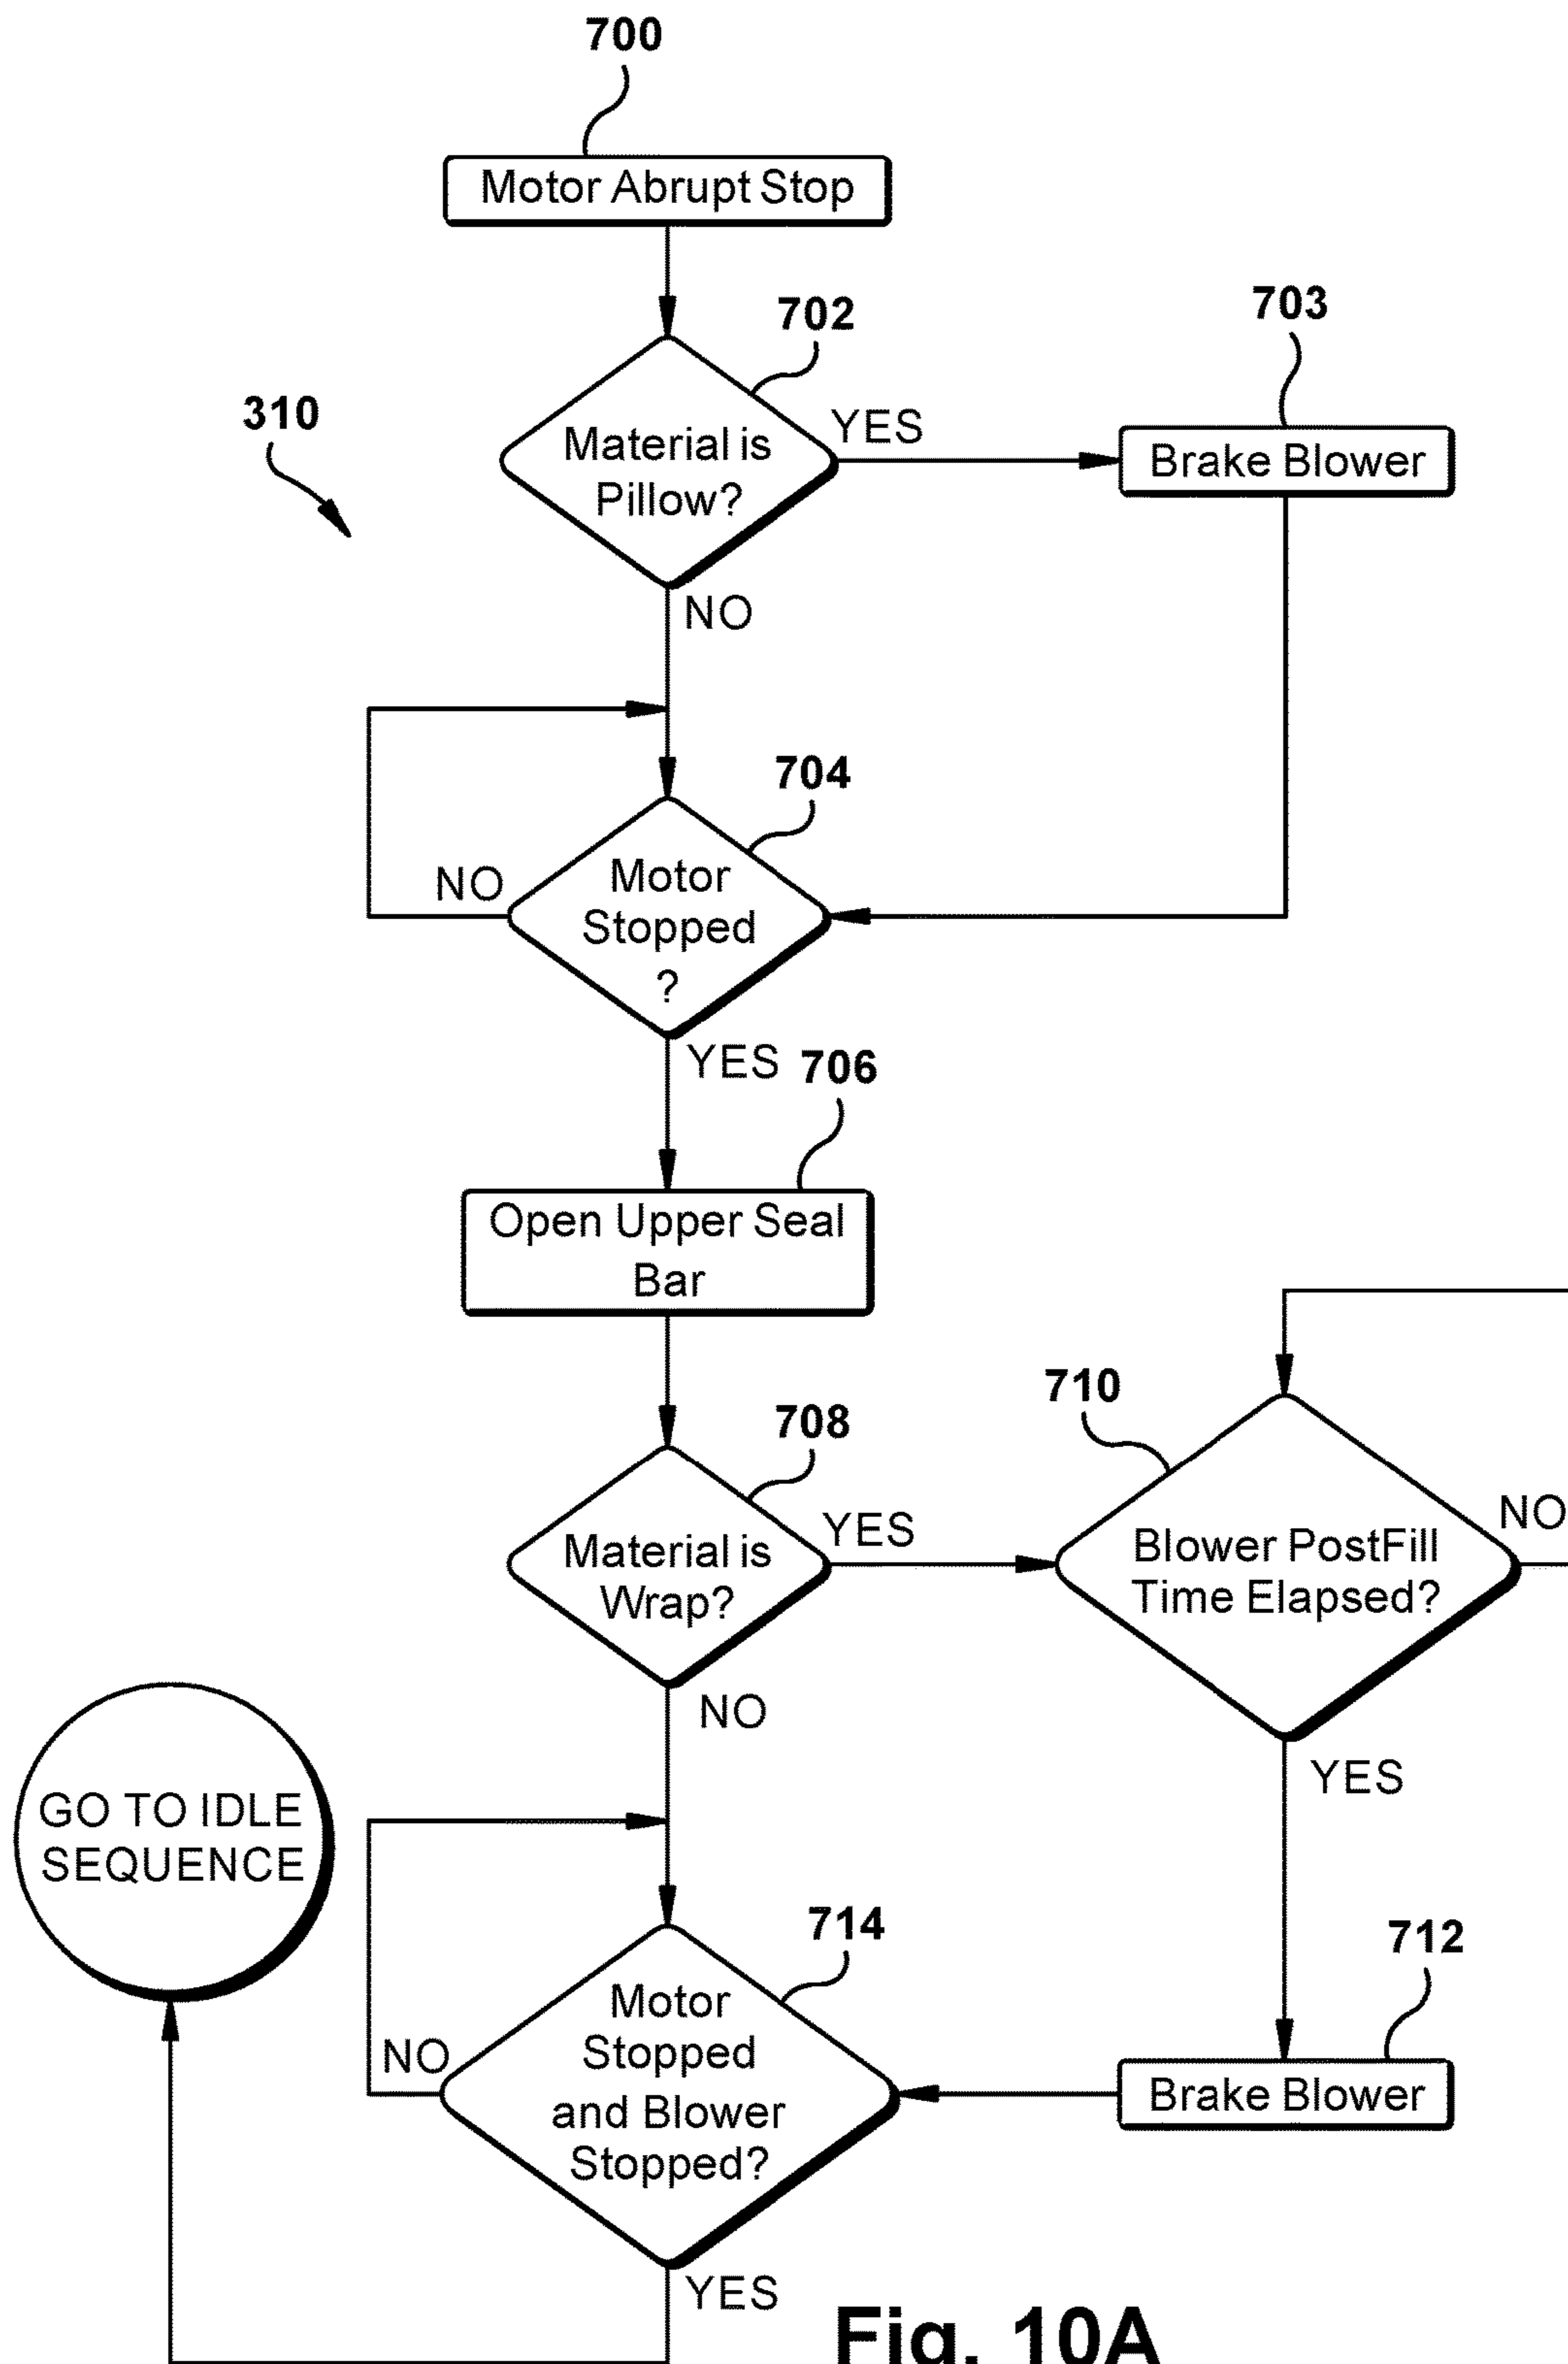 700
Motor Abrupt Stop
702
703
310
Material is
Pillow?
YES
Brake Blower
NO
704
Motor
Stopped
?
NO
YES
706
Open Upper Seal
Bar
708
710
Material is
Wrap?
YES
Blower PostFill
Time Elapsed?
NO
NO
YES
GO TO IDLE
SEQUENCE
714
712
Motor
Stopped
and Blower
Stopped?
NO
Brake Blower
YES
Fig. 10A